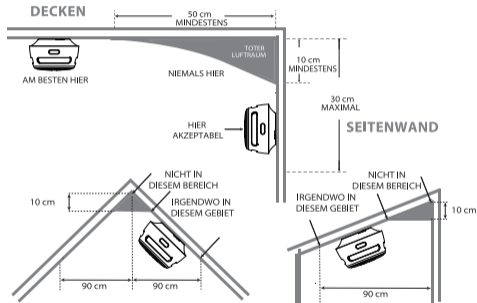 DECKEN
50 cm
MINDESTENS
TOTER
LUFTRAUM
AM BESTEN HIER
NIEMALS HIER
10 cm
MINDESTENS
30 cm
MAXIMAL
HIER
AKZEPTABEL
SEITENWAND
NICHT IN
DIESEM BEREICH
10 cm
IRGENDWO IN
DIESEM GEBIET
90 cm
90 cm
NICHT IN
DIESEM BEREICH
IRGENDWO IN
DIESEM GEBIET
10 cm
90 cm